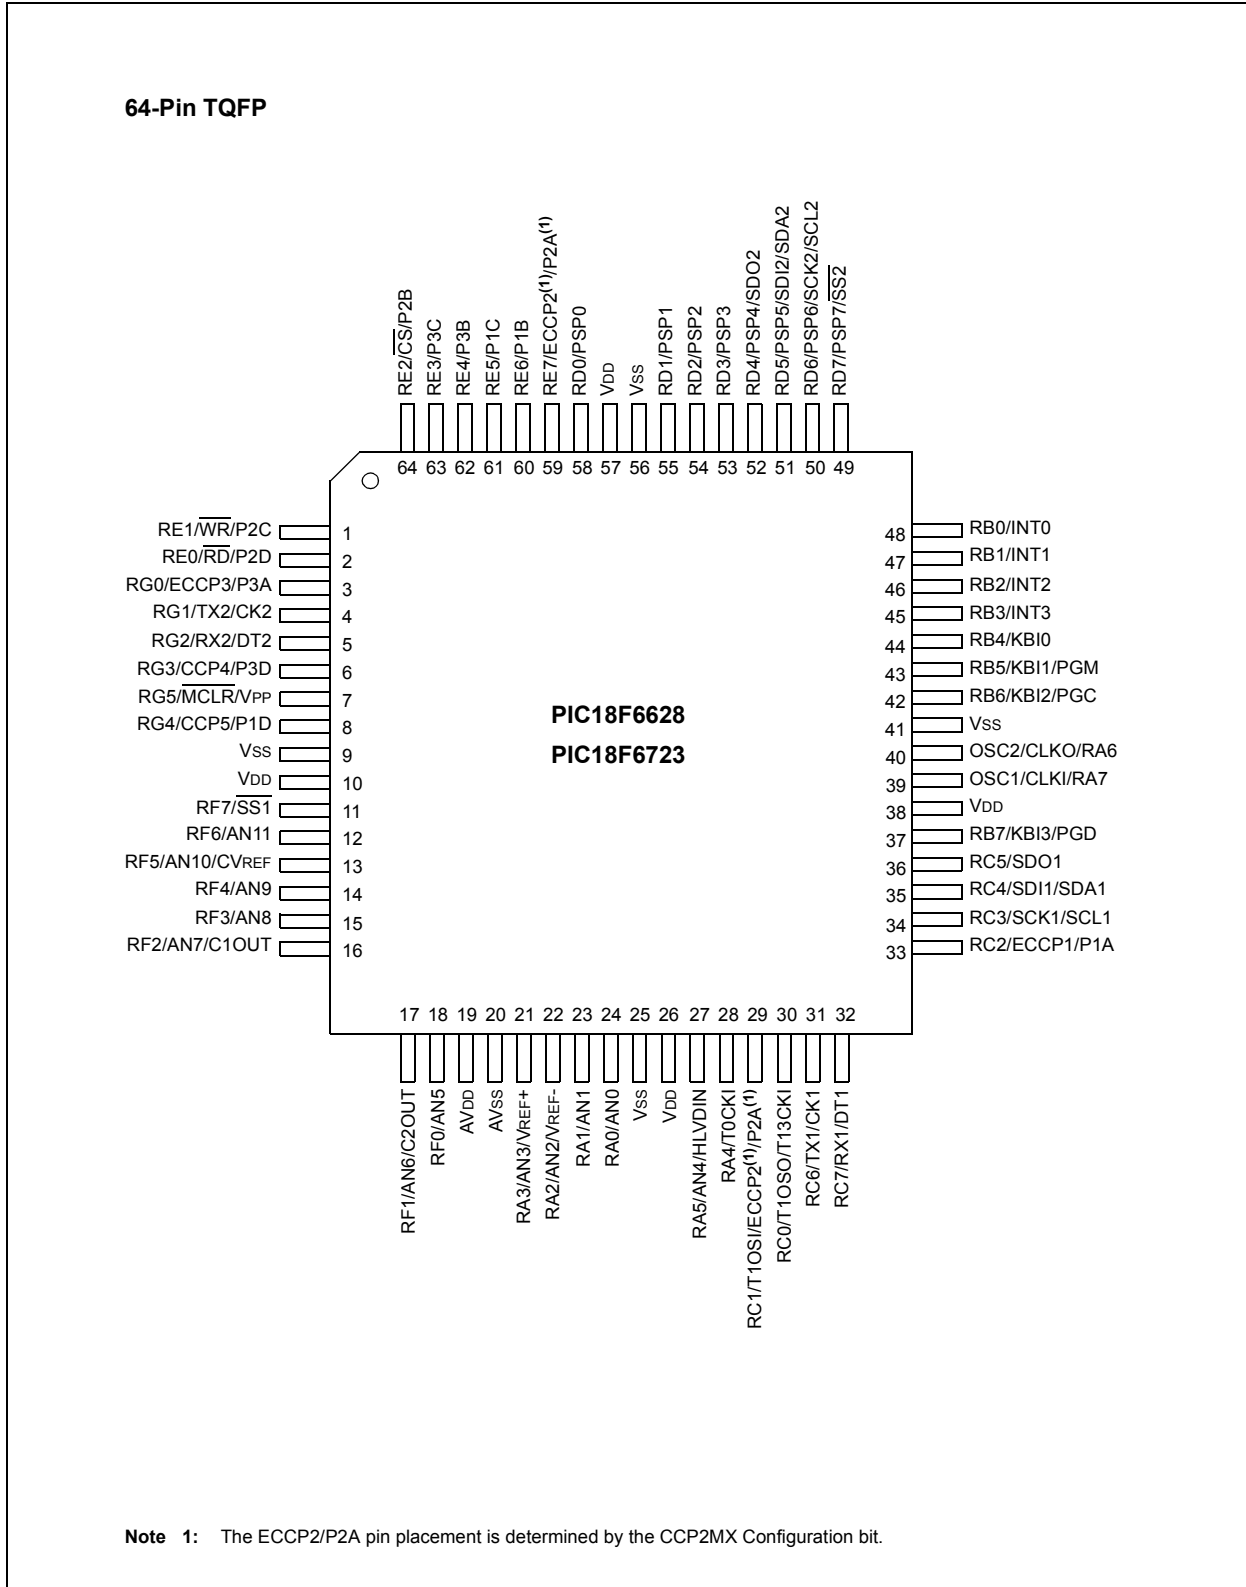 64-Pin TQFP
RE2/CS/P2B
RE3/P3C
RE4/P3B
RE5/P1C
RE6/P1B
RE7/ECCP2(1)/P2A(1)
RD0/PSP0
VDD
VSS
RD1/PSP1
RD2/PSP2
RD3/PSP3
RD4/PSP4/SDO2
RD5/PSP5/SDI2/SDA2
RD6/PSP6/SCK2/SCL2
RD7/PSP7/SS2
64 63 62 61 60 59 58 57 56 55 54 53 52 51 50 49
RE1/WR/P2C 1
RE0/RD/P2D 2
RG0/ECCP3/P3A 3
RG1/TX2/CK2 4
RG2/RX2/DT2 5
RG3/CCP4/P3D 6
RG5/MCLR/VPP 7
RG4/CCP5/P1D 8
VSS 9
VDD 10
RF7/SS1 11
RF6/AN11 12
RF5/AN10/CVREF 13
RF4/AN9 14
RF3/AN8 15
RF2/AN7/C1OUT 16
PIC18F6628
PIC18F6723
48 RB0/INT0
47 RB1/INT1
46 RB2/INT2
45 RB3/INT3
44 RB4/KBI0
43 RB5/KBI1/PGM
42 RB6/KBI2/PGC
41 VSS
40 OSC2/CLKO/RA6
39 OSC1/CLKI/RA7
38 VDD
37 RB7/KBI3/PGD
36 RC5/SDO1
35 RC4/SDI1/SDA1
34 RC3/SCK1/SCL1
33 RC2/ECCP1/P1A
17 18 19 20 21 22 23 24 25 26 27 28 29 30 31 32
RF1/AN6/C2OUT
RF0/AN5
AVDD
AVSS
RA3/AN3/VREF+
RA2/AN2/VREF-
RA1/AN1
RA0/AN0
VSS
VDD
RA5/AN4/HLVDIN
RA4/T0CKI
RC1/T1OSI/ECCP2(1)/P2A(1)
RC0/T1OSO/T13CKI
RC6/TX1/CK1
RC7/RX1/DT1
Note 1: The ECCP2/P2A pin placement is determined by the CCP2MX Configuration bit.